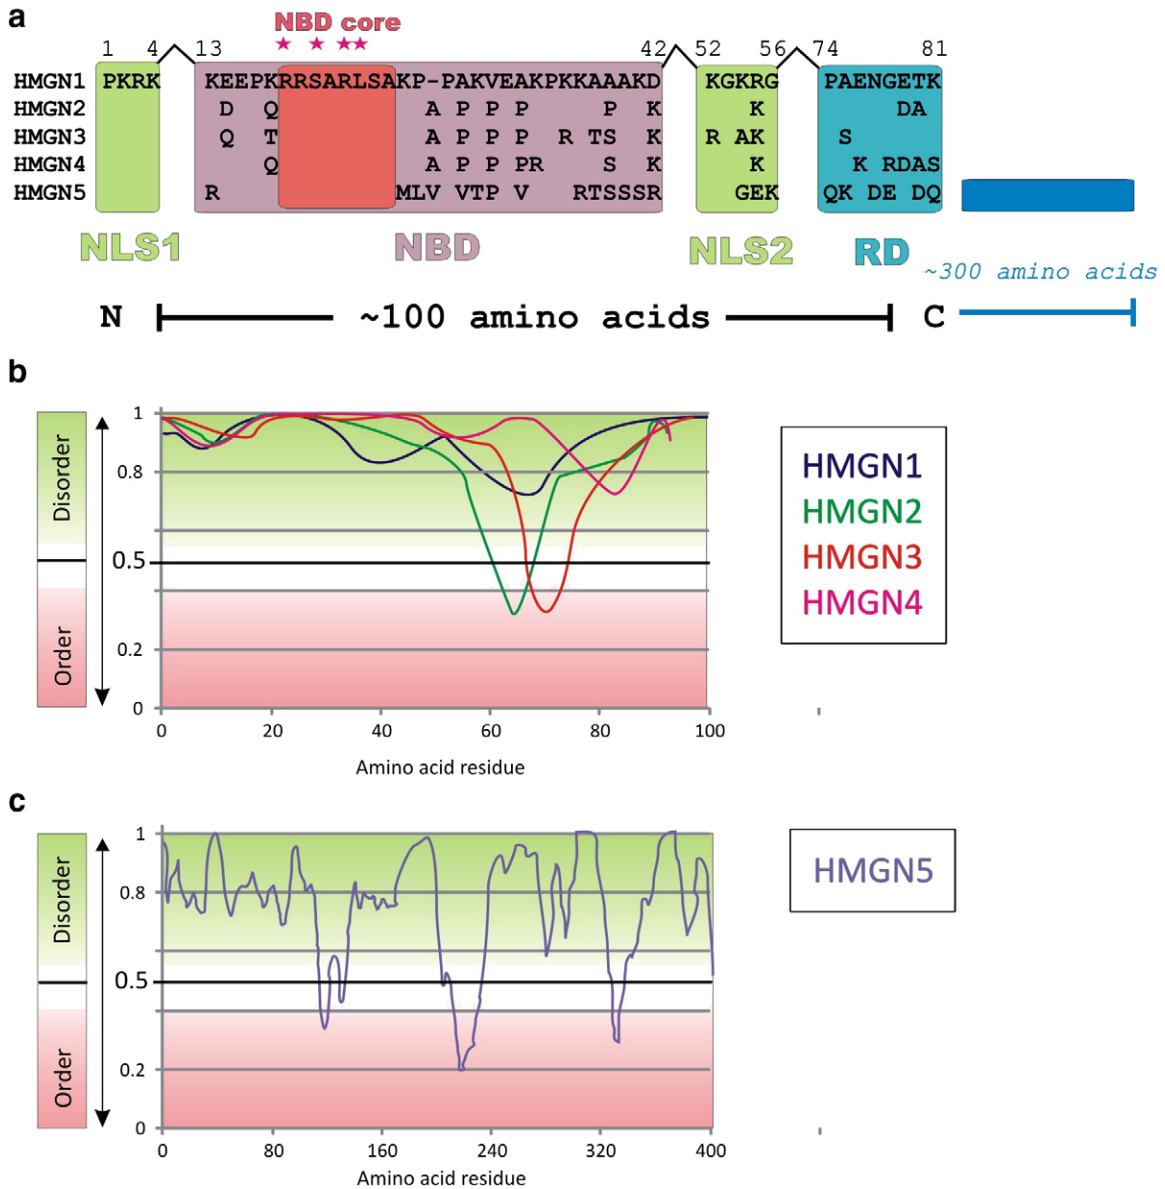 a
NBD core
1 4 13 42 52 56 74 81
HMGN1 PKRK KEEPKRRSARLSAKP-PAKVEAKPKKAAAKD KGKRG PAENGETK
HMGN2 D Q A P P P P K K DA
HMGN3 Q T A P P P R TS K R AK S
HMGN4 Q A P P PR S K K K RDAS
HMGN5 R MLV VTP V RTSSSR GEK QK DE DQ
NLS1 NBD NLS2 RD
~300 amino acids
N ~100 amino acids C
b
Disorder
Order
1
0.8
0.5
0.2
0
0 20 40 60 80 100
Amino acid residue
HMGN1
HMGN2
HMGN3
HMGN4
c
Disorder
Order
1
0.8
0.5
0.2
0
0 80 160 240 320 400
Amino acid residue
HMGN5